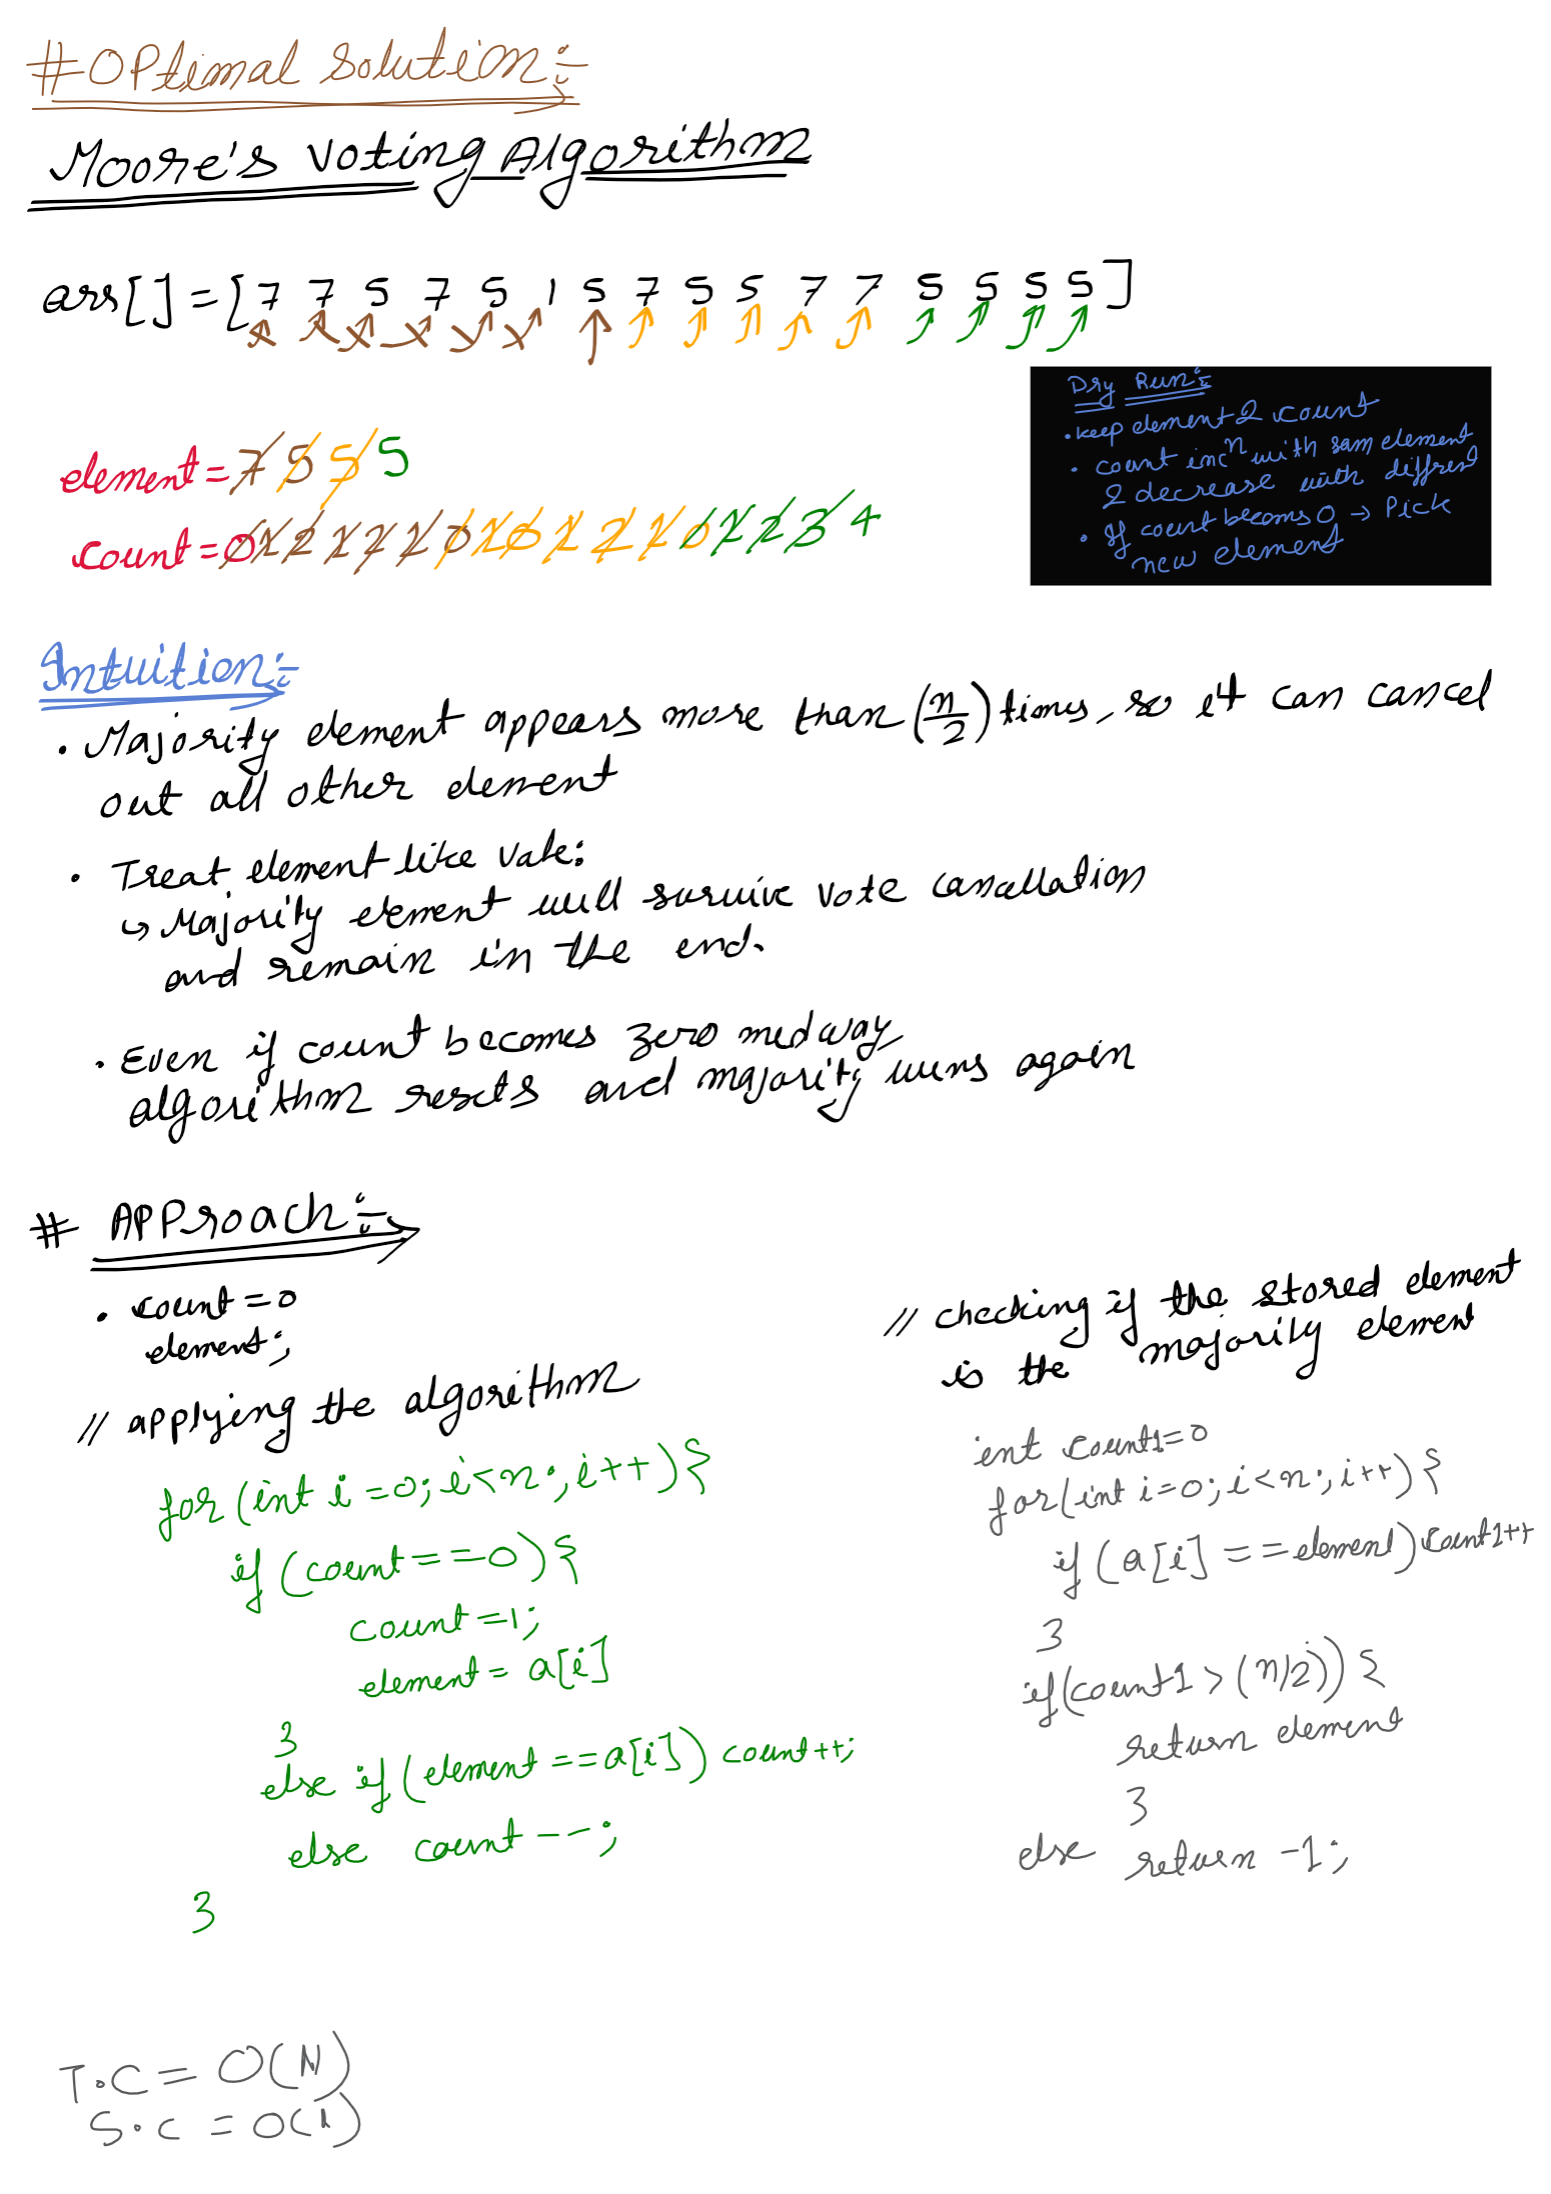 # OPtimal Solution:-
Moore's Voting Algorithm
arr[] = [7 7 5 7 5 1 5 7 5 5 7 7 5 5 5 5]
Dry Run:-
• keep element & count
• count incⁿ with sam element
& decrease with diffrent
• If count becoms 0 → Pick
new element
element = 7 5 5 5
count = 0 1 2 1 2 1 0 1 0 1 2 1 0 1 2 3 4
Intuition:-
• Majority element appears more than (n/2) times, so it can cancel
out all other element
• Treat element like Vote:
↳ Majority element will survive vote cancellation
and remain in the end.
• Even if count becomes zero medway
algorithm resets and majority wins again
# APProach:-
• count = 0
element;
// applying the algorithm
for (int i = 0; i < n; i++) {
if (count == 0) {
count = 1;
element = a[i]
}
else if (element == a[i]) count++;
else count --;
}
// checking if the stored element
is the majority element
int count1 = 0
for (int i = 0; i < n; i++) {
if (a[i] == element) count1++
}
if (count1 > (n/2)) {
return element
}
else return -1;
T.C = O(N)
S.C = O(1)